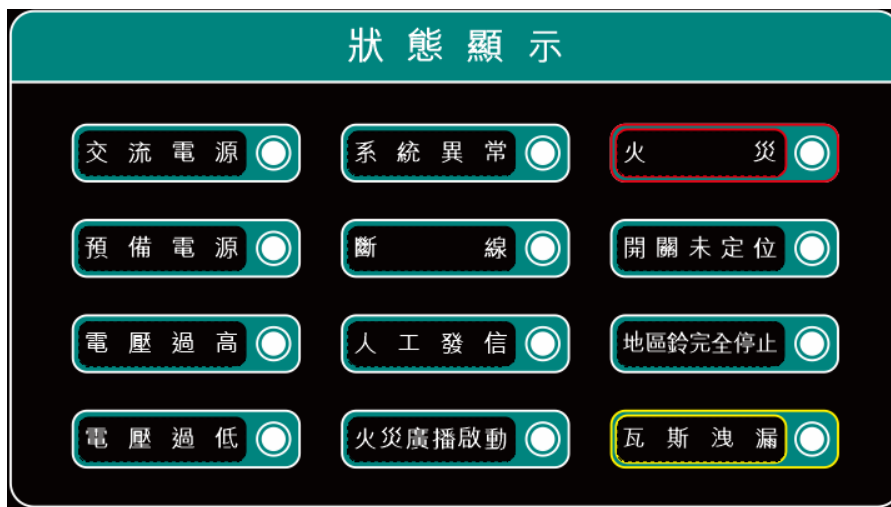 狀態顯示
交流電源
系統異常
火災
預備電源
斷線
開關未定位
電壓過高
人工發信
地區鈴完全停止
電壓過低
火災廣播啟動
瓦斯洩漏